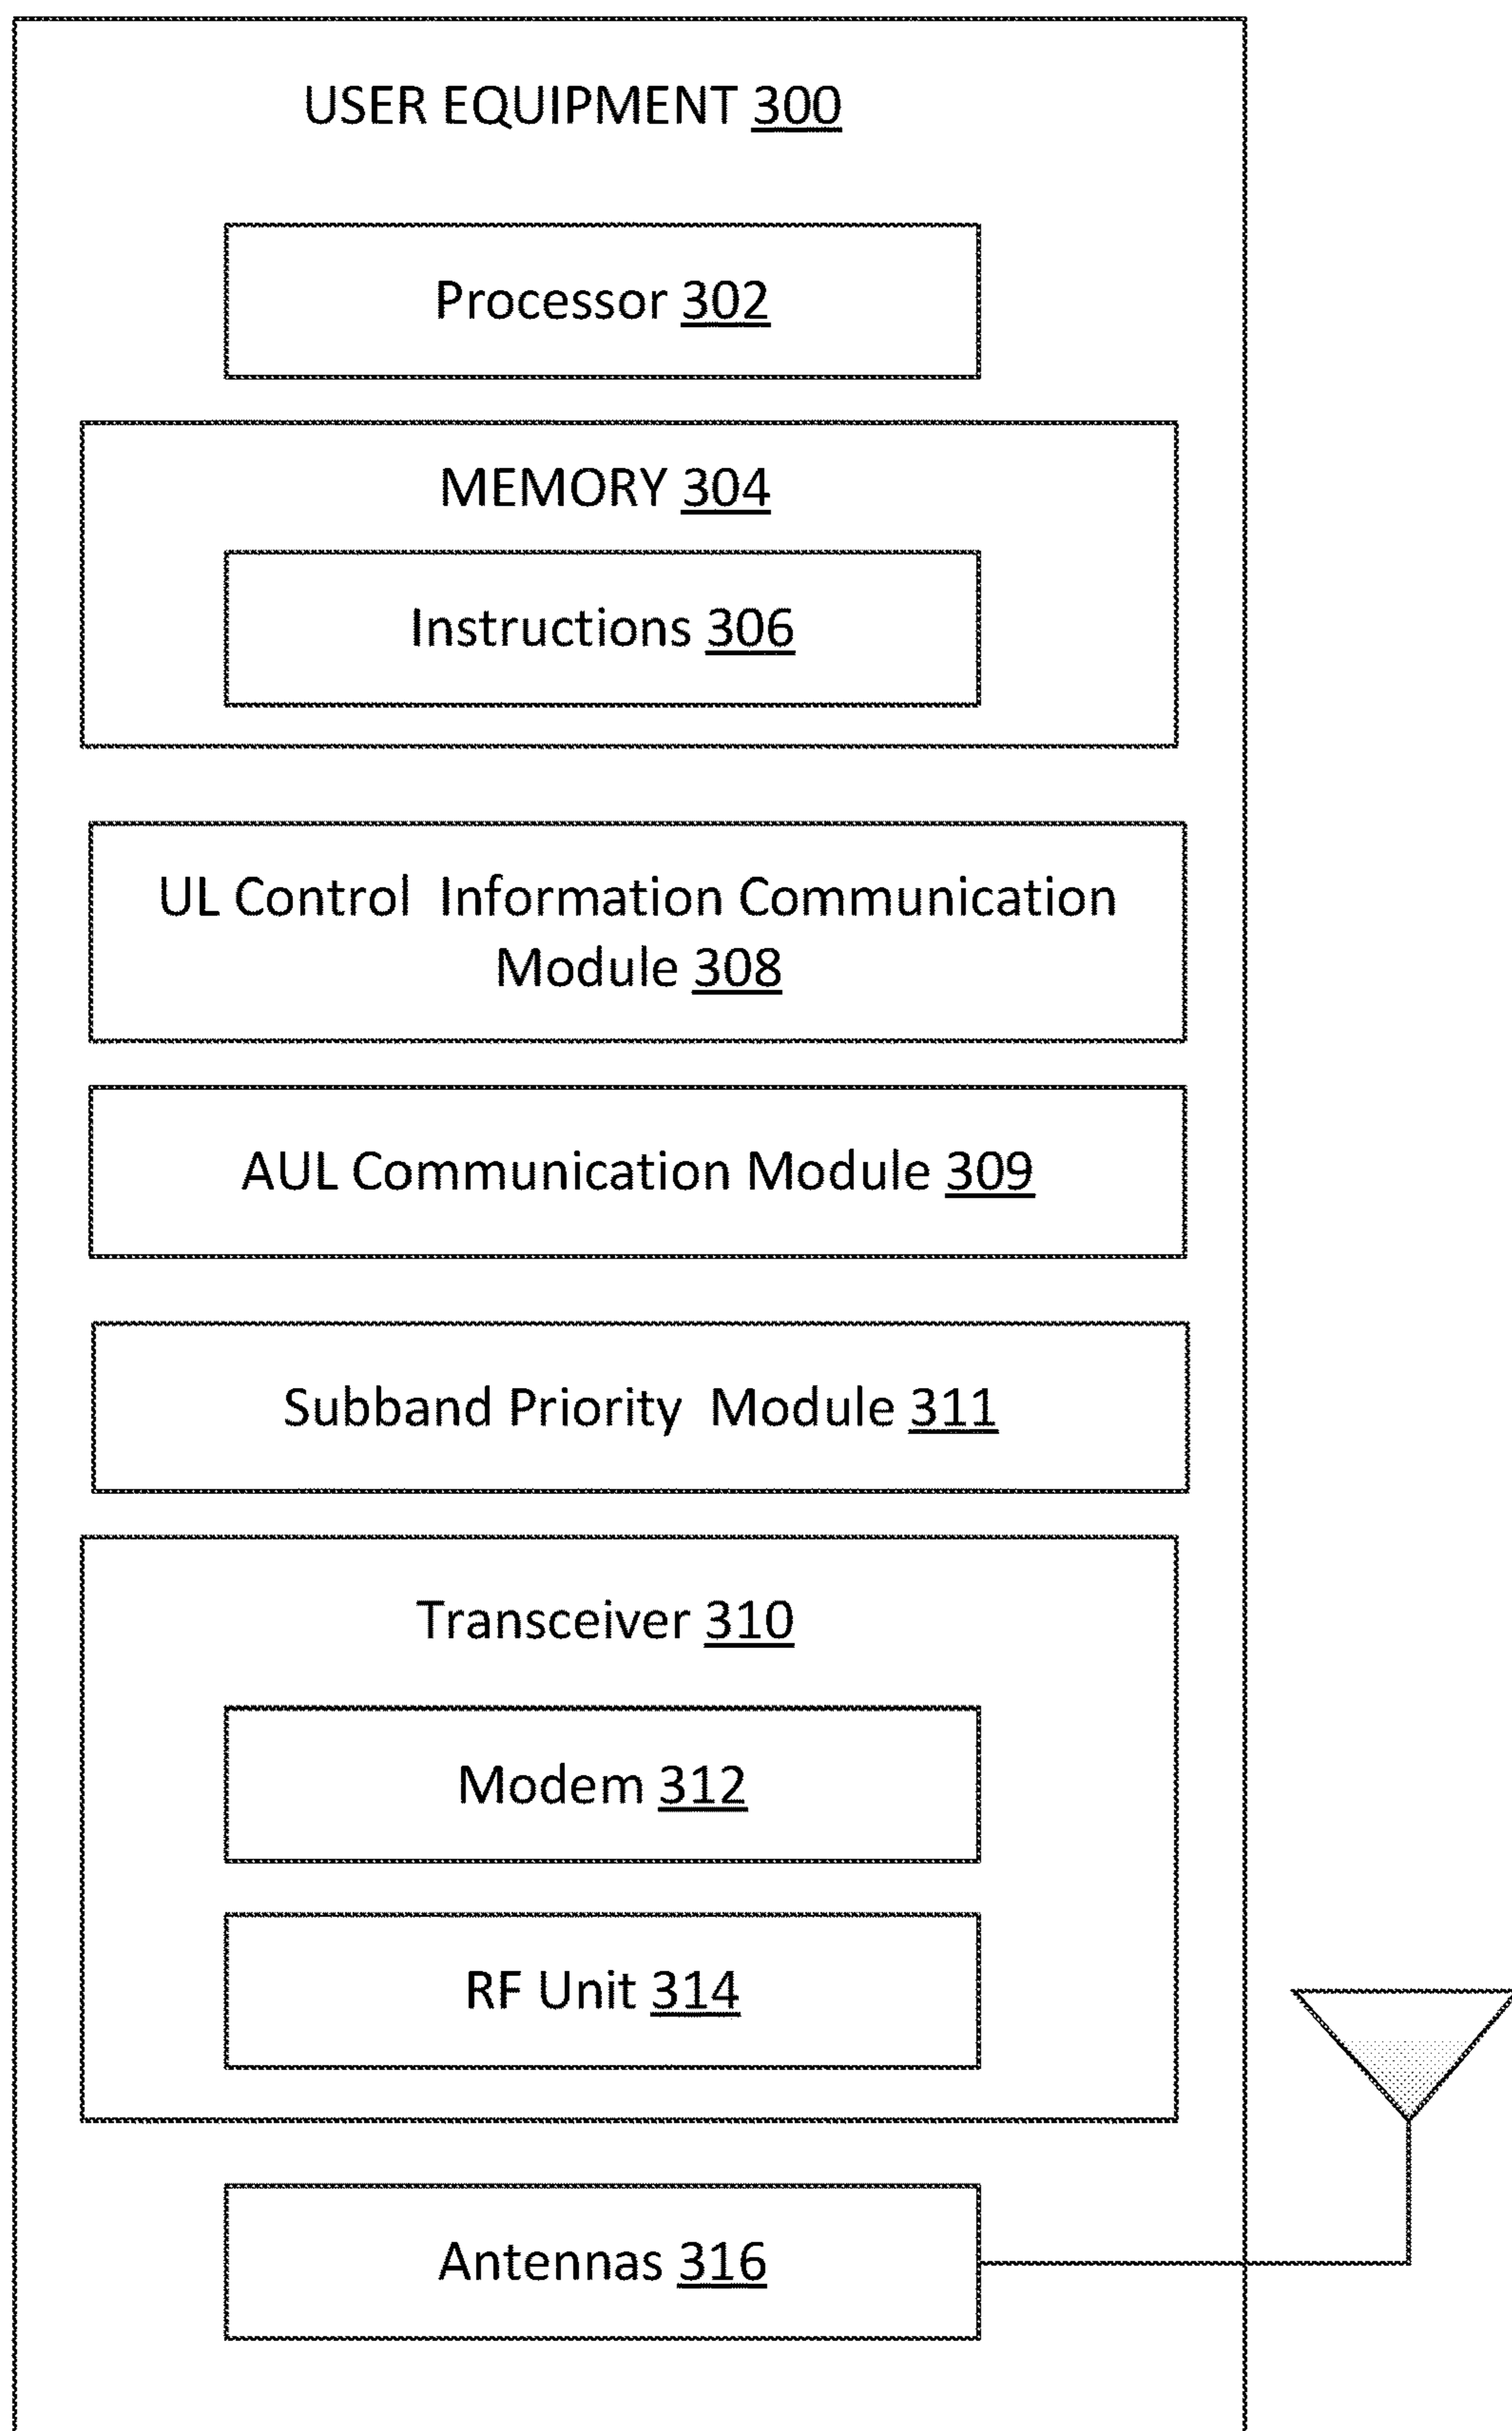 USER EQUIPMENT 300
Processor 302
MEMORY 304
Instructions 306
UL Control Information Communication
Module 308
AUL Communication Module 309
Subband Priority Module 311
Transceiver 310
Modem 312
RF Unit 314
Antennas 316